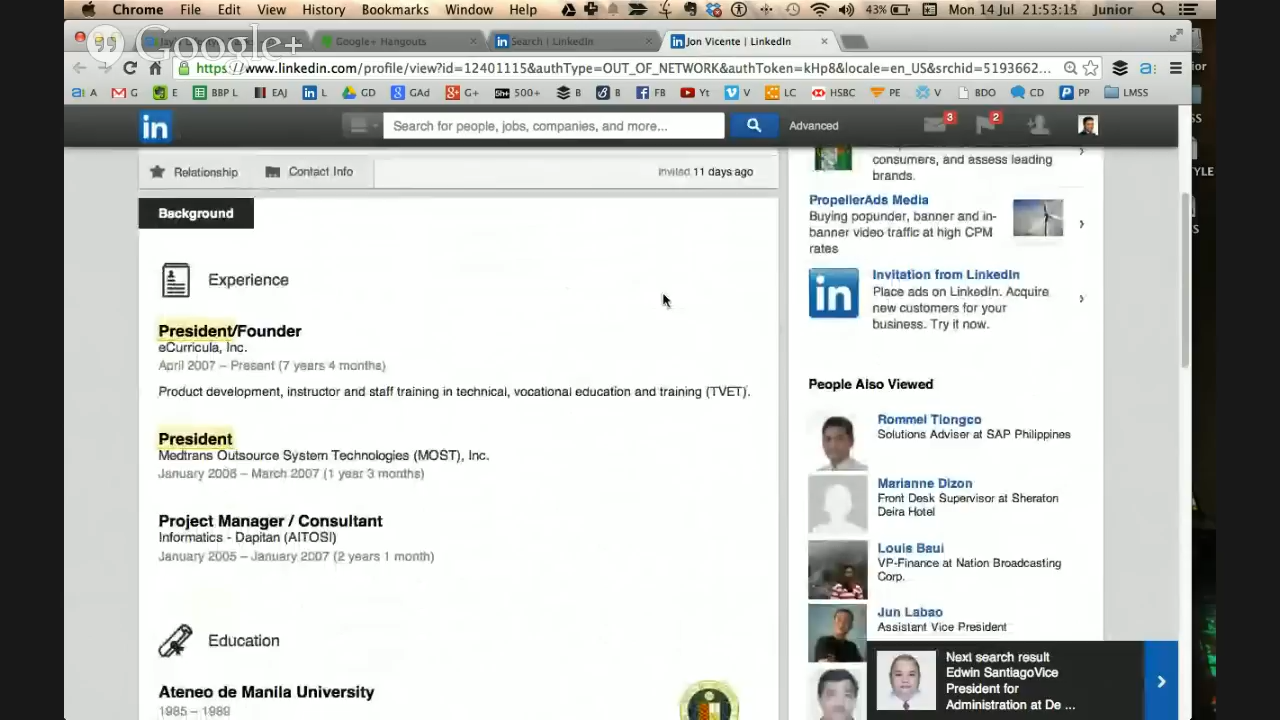 Chrome File Edit View History Bookmarks Window Help 43% Mon 14 Jul 21:53:15 Junior
Google+
Google+ Hangouts
Search | LinkedIn
Jon Vicente | LinkedIn
https://www.linkedin.com/profile/view?id=12401115&authType=OUT_OF_NETWORK&authToken=kHp8&locale=en_US&srchid=5193662...
A G E BBP L EAJ L GD GAd G+ 500+ B B FB Yt V LC HSBC PE V BDO CD PP LMSS
in Search for people, jobs, companies, and more... Advanced 3 2
Relationship Contact Info invited 11 days ago
Background
Experience
President/Founder
eCurricula, Inc.
April 2007 – Present (7 years 4 months)
Product development, instructor and staff training in technical, vocational education and training (TVET).
President
Medtrans Outsource System Technologies (MOST), Inc.
January 2006 – March 2007 (1 year 3 months)
Project Manager / Consultant
Informatics - Dapitan (AITOSI)
January 2005 – January 2007 (2 years 1 month)
Education
Ateneo de Manila University
1985 – 1989
consumers, and assess leading
brands.
PropellerAds Media
Buying popunder, banner and in-
banner video traffic at high CPM
rates
in
Invitation from LinkedIn
Place ads on LinkedIn. Acquire
new customers for your
business. Try it now.
People Also Viewed
Rommel Tiongco
Solutions Adviser at SAP Philippines
Marianne Dizon
Front Desk Supervisor at Sheraton
Deira Hotel
Louis Baui
VP-Finance at Nation Broadcasting
Corp.
Jun Labao
Assistant Vice President
Next search result
Edwin SantiagoVice
President for
Administration at De ...